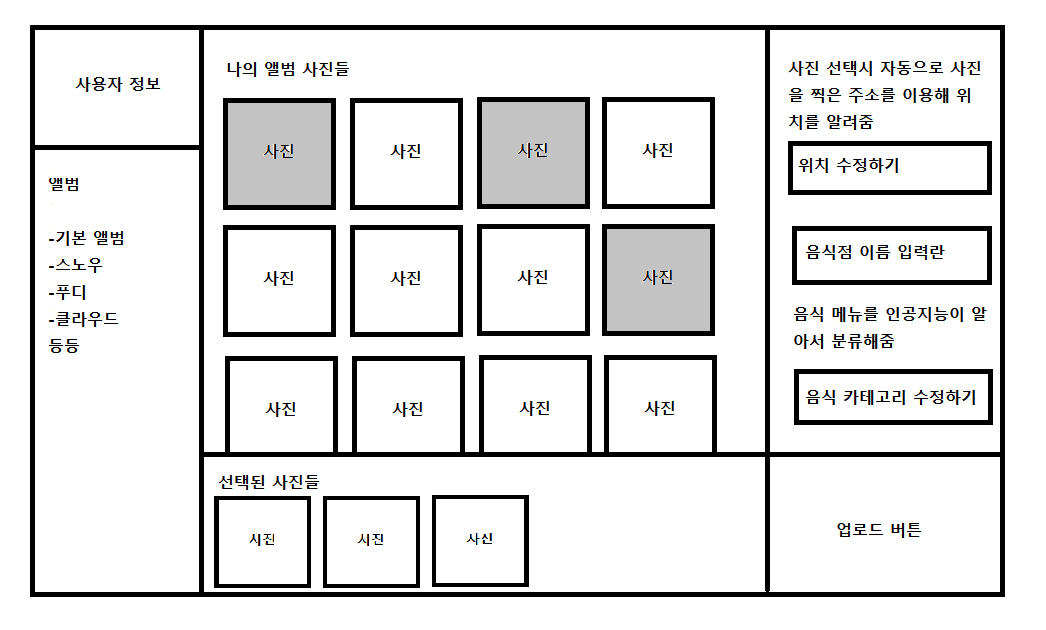 사용자 정보
앨범
-기본 앨범
-스노우
-푸디
-클라우드
등등
나의 앨범 사진들
사진
사진
사진
사진
사진
사진
사진
사진
사진
사진
사진
사진
선택된 사진들
사진
사진
사진
사진 선택시 자동으로 사진
을 찍은 주소를 이용해 위
치를 알려줌
위치 수정하기
음식점 이름 입력란
음식 메뉴를 인공지능이 알
아서 분류해줌
음식 카테고리 수정하기
업로드 버튼